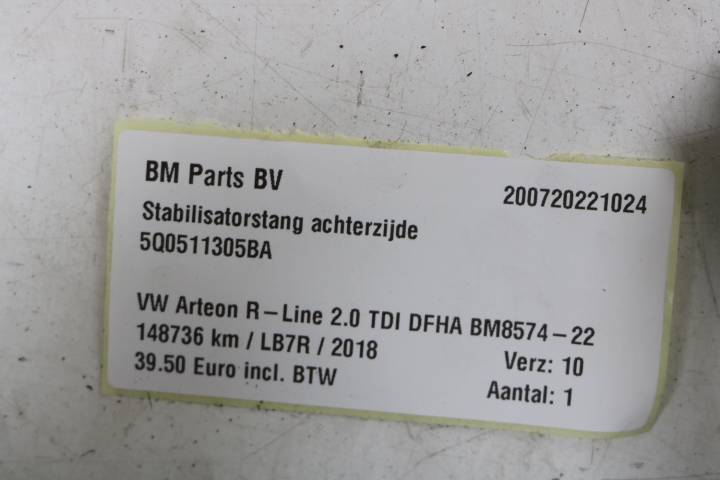 BM Parts BV 200720221024
Stabilisatorstang achterzijde
5Q0511305BA
VW Arteon R-Line 2.0 TDI DFHA BM8574-22
148736 km / LB7R / 2018 Verz: 10
39.50 Euro incl. BTW Aantal: 1